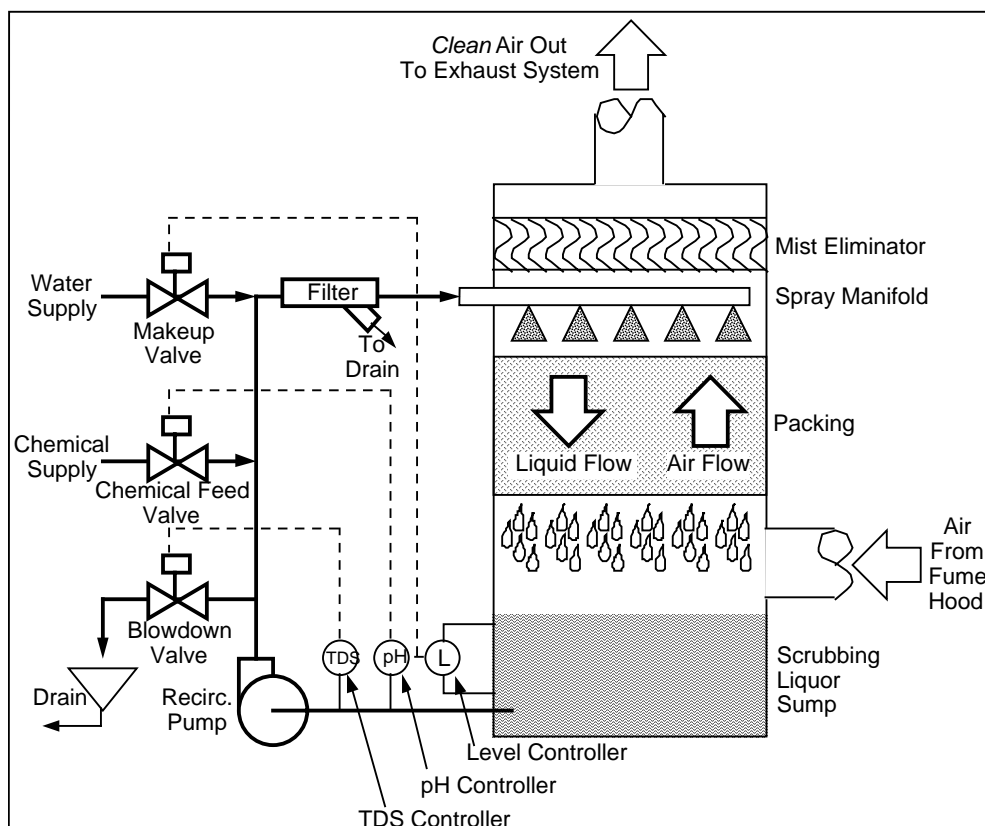 Clean Air Out
To Exhaust System
Mist Eliminator
Water
Supply
Filter
Spray Manifold
Makeup
Valve
To
Drain
Packing
Liquid Flow
Air Flow
Chemical
Supply
Chemical Feed
Valve
Air
From
Fume
Hood
Blowdown
Valve
TDS
pH
L
Scrubbing
Liquor
Sump
Drain
Recirc.
Pump
Level Controller
pH Controller
TDS Controller